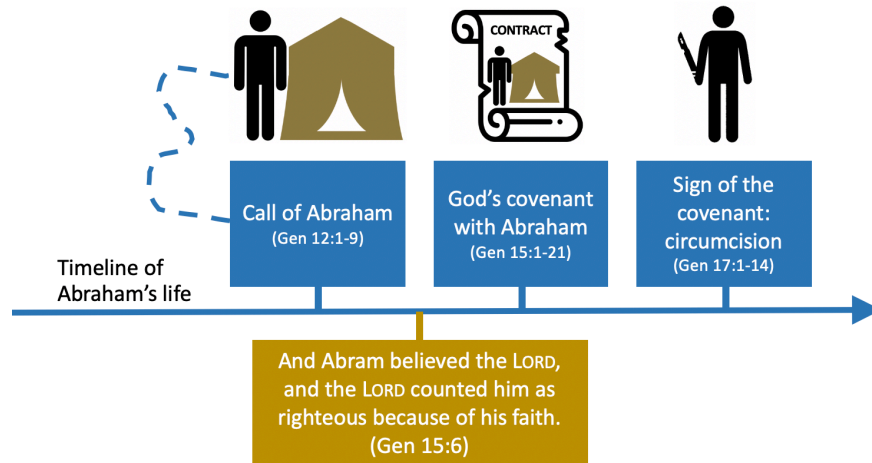 CONTRACT
Call of Abraham
(Gen 12:1-9)
God’s covenant
with Abraham
(Gen 15:1-21)
Sign of the
covenant:
circumcision
(Gen 17:1-14)
Timeline of
Abraham’s life
And Abram believed the LORD,
and the LORD counted him as
righteous because of his faith.
(Gen 15:6)